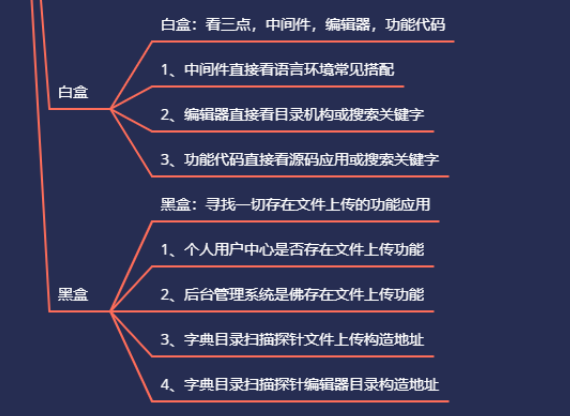 白盒
白盒：看三点，中间件，编辑器，功能代码
1、中间件直接看语言环境常见搭配
2、编辑器直接看目录机构或搜索关键字
3、功能代码直接看源码应用或搜索关键字
黑盒
黑盒：寻找一切存在文件上传的功能应用
1、个人用户中心是否存在文件上传功能
2、后台管理系统是佛存在文件上传功能
3、字典目录扫描探针文件上传构造地址
4、字典目录扫描探针编辑器目录构造地址